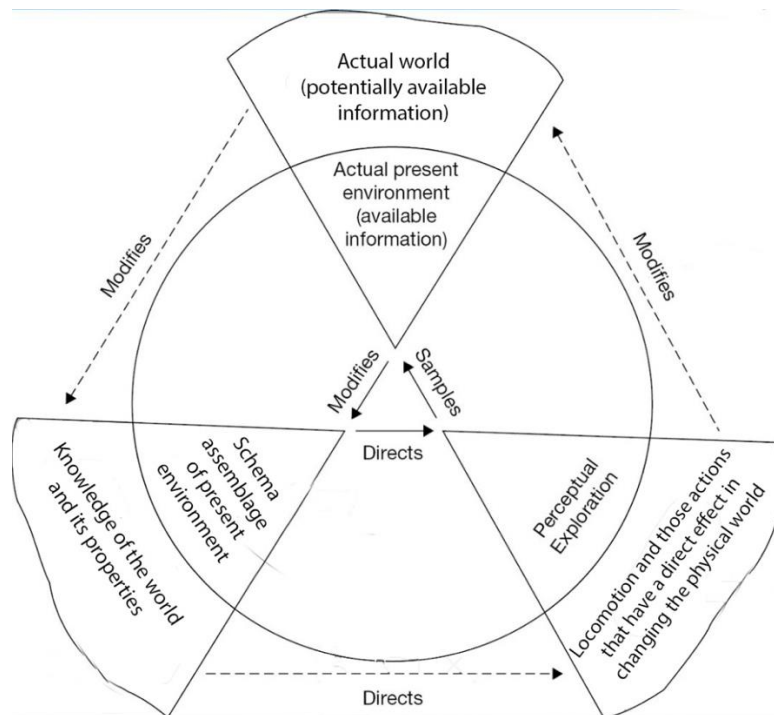 Actual world
(potentially available
information)
Actual present
environment
(available
information)
Modifies
Modifies
Modifies
Samples
Directs
Knowledge of the world
and its properties
Schema
assemblage
of present
environment
Perceptual
Exploration
Locomotion and those actions
that have a direct effect in
changing the physical world
Directs